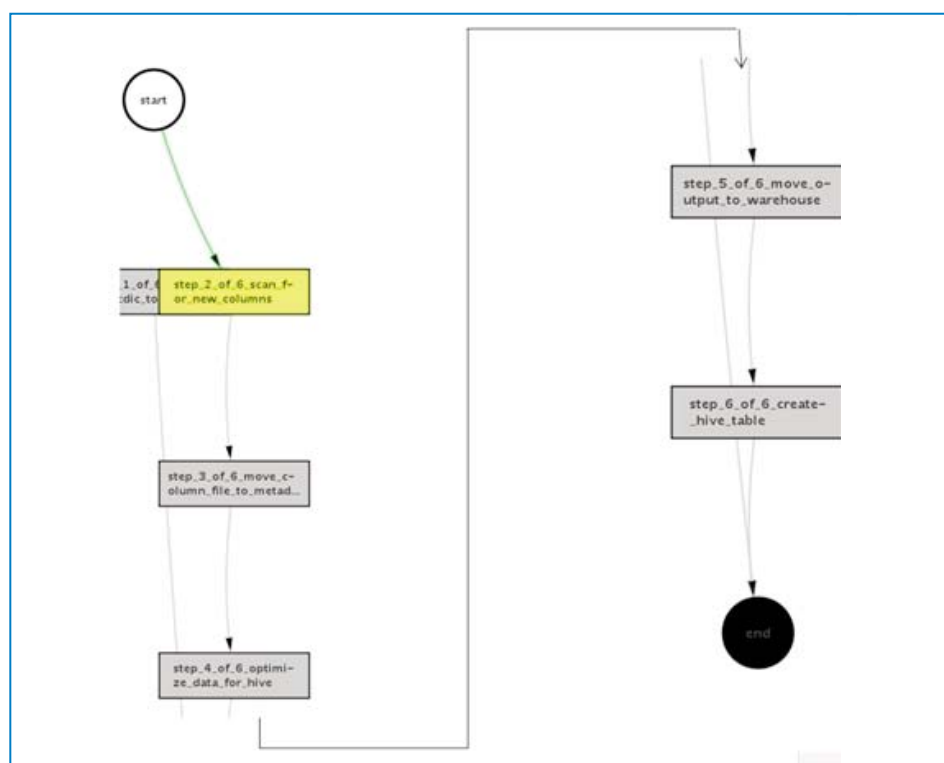 start
step_2_of_6_scan_f-
or_new_columns
step_3_of_6_move_c-
olumn_file_to_metad...
step_4_of_6_optimi-
ze_data_for_hive
step_5_of_6_move_o-
utput_to_warehouse
step_6_of_6_create-
_hive_table
end